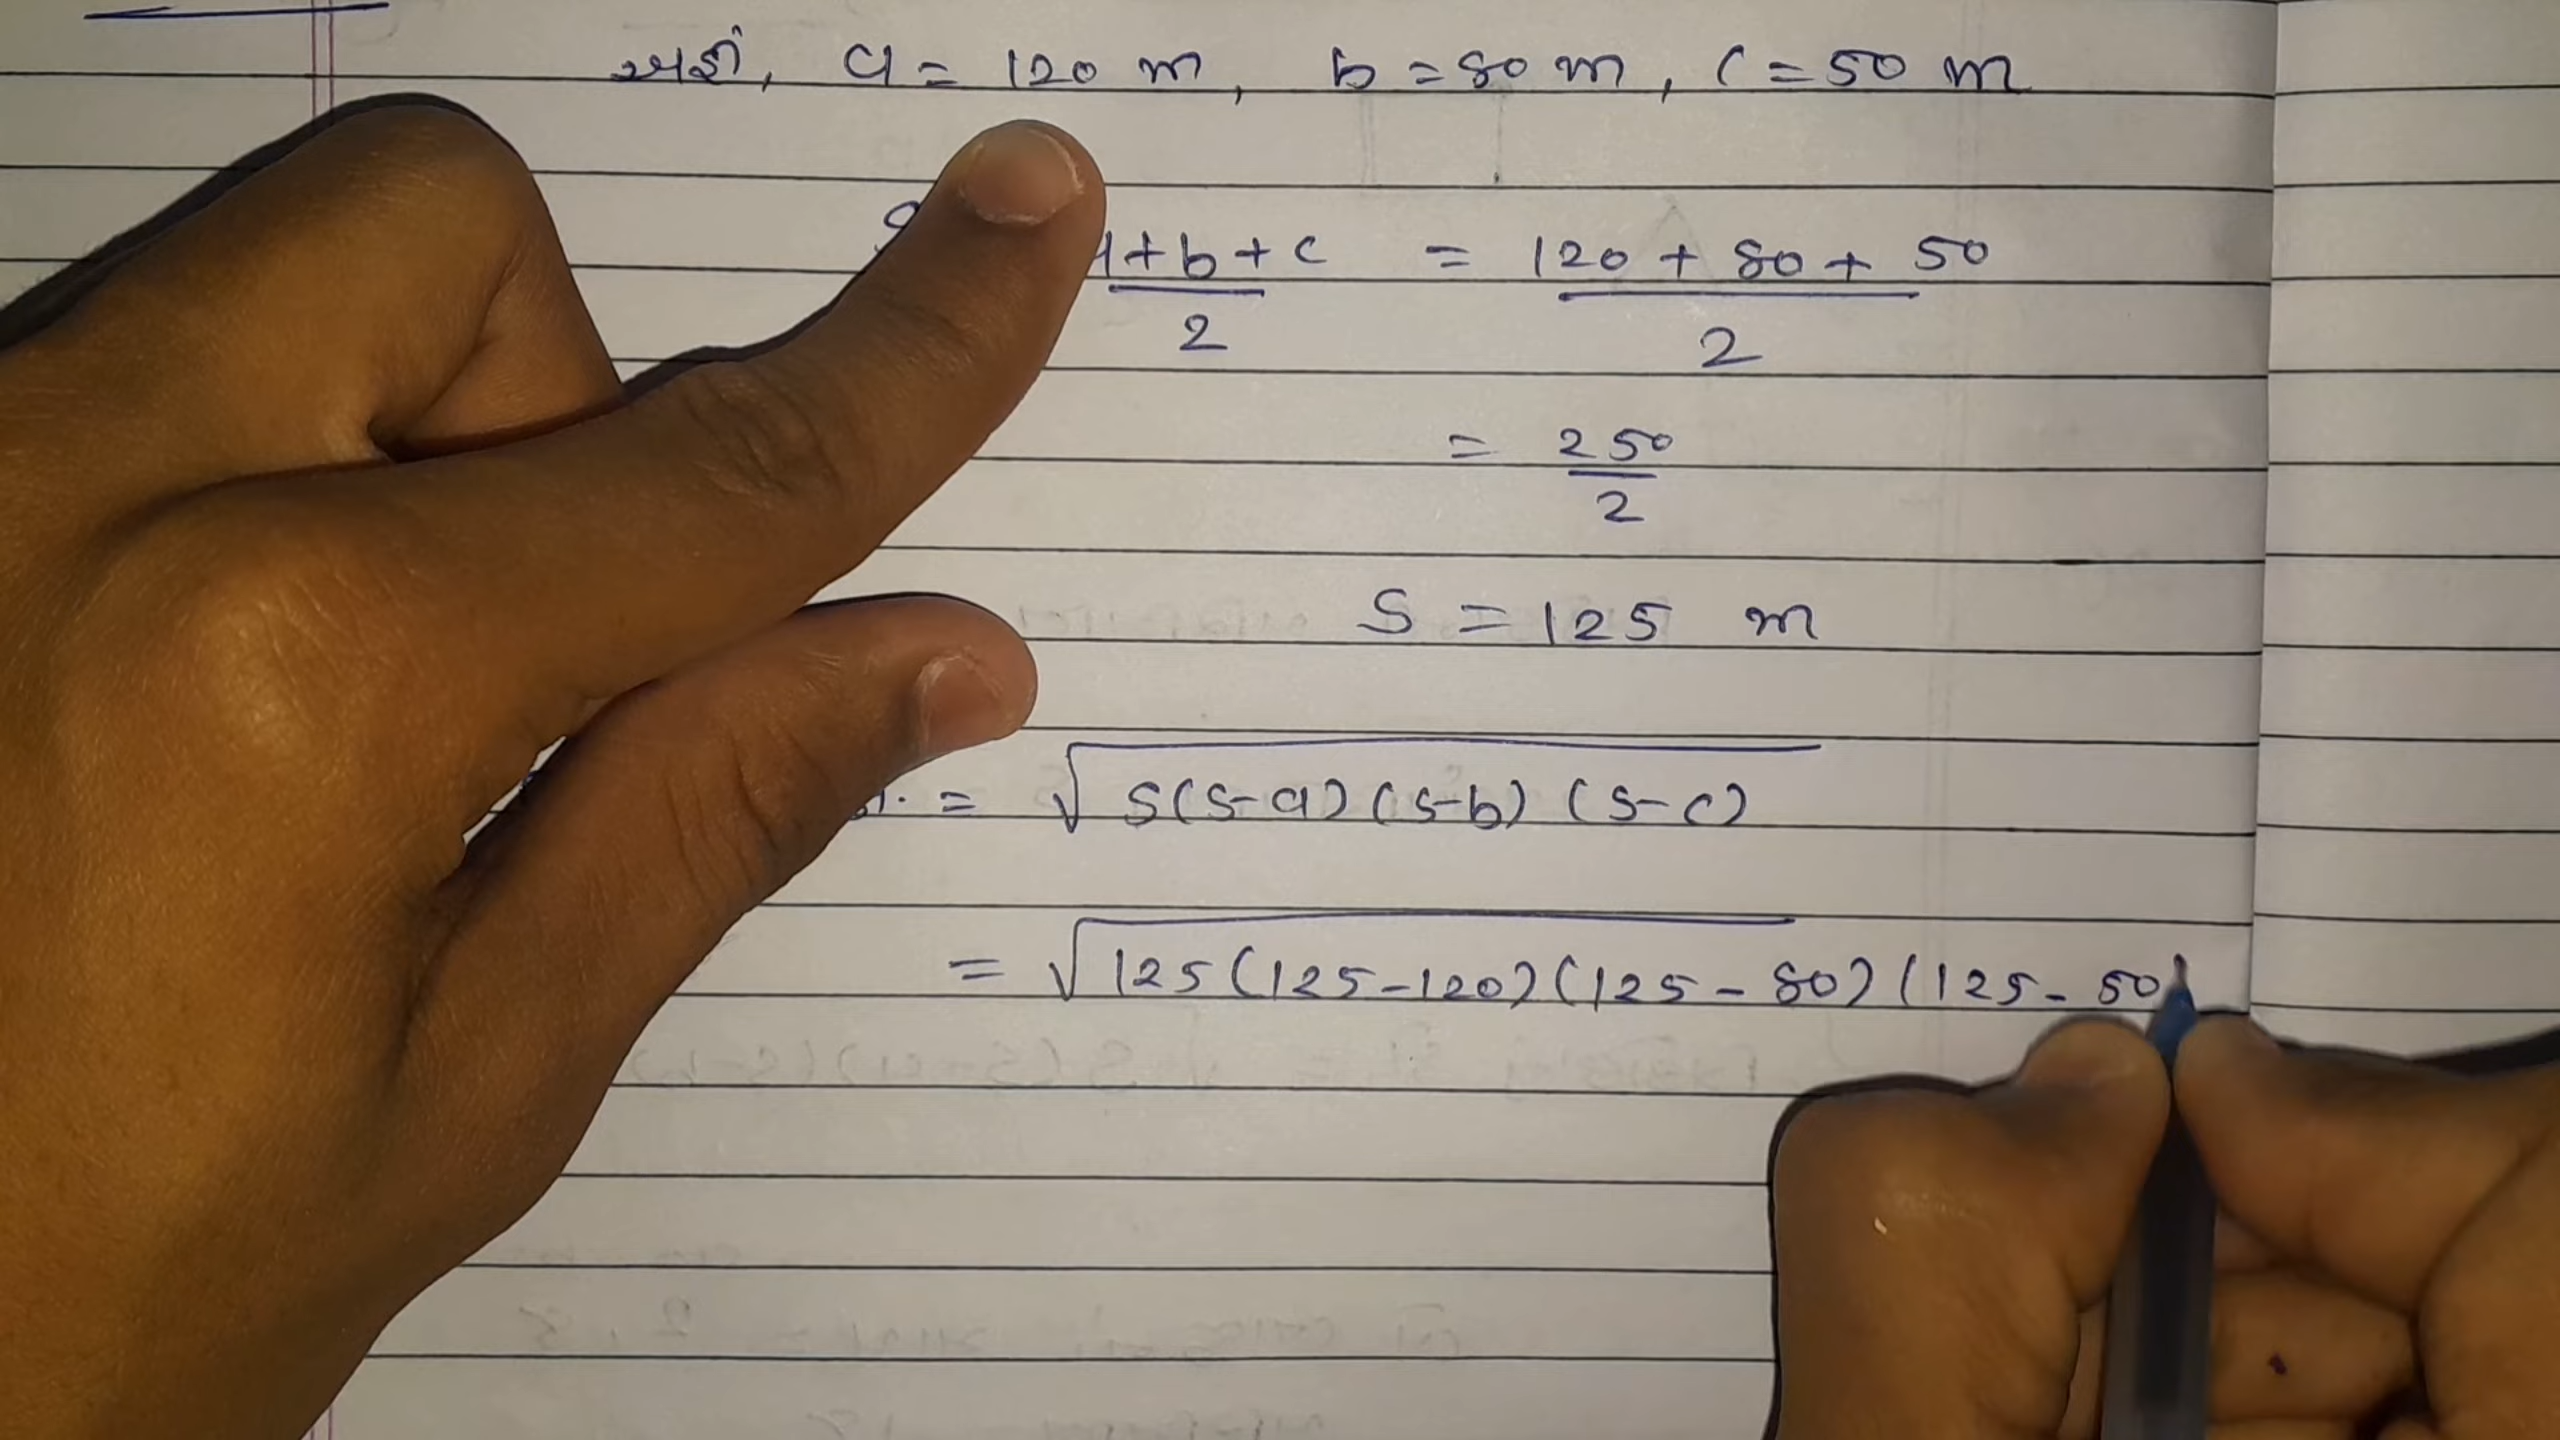 અહીં, a = 120 m, b = 80 m, c = 50 m
a+b+c/2 = 120 + 80 + 50/2
= 250/2
S = 125 m
= √S(S-a)(S-b)(S-c)
= √125(125-120)(125-80)(125-50)